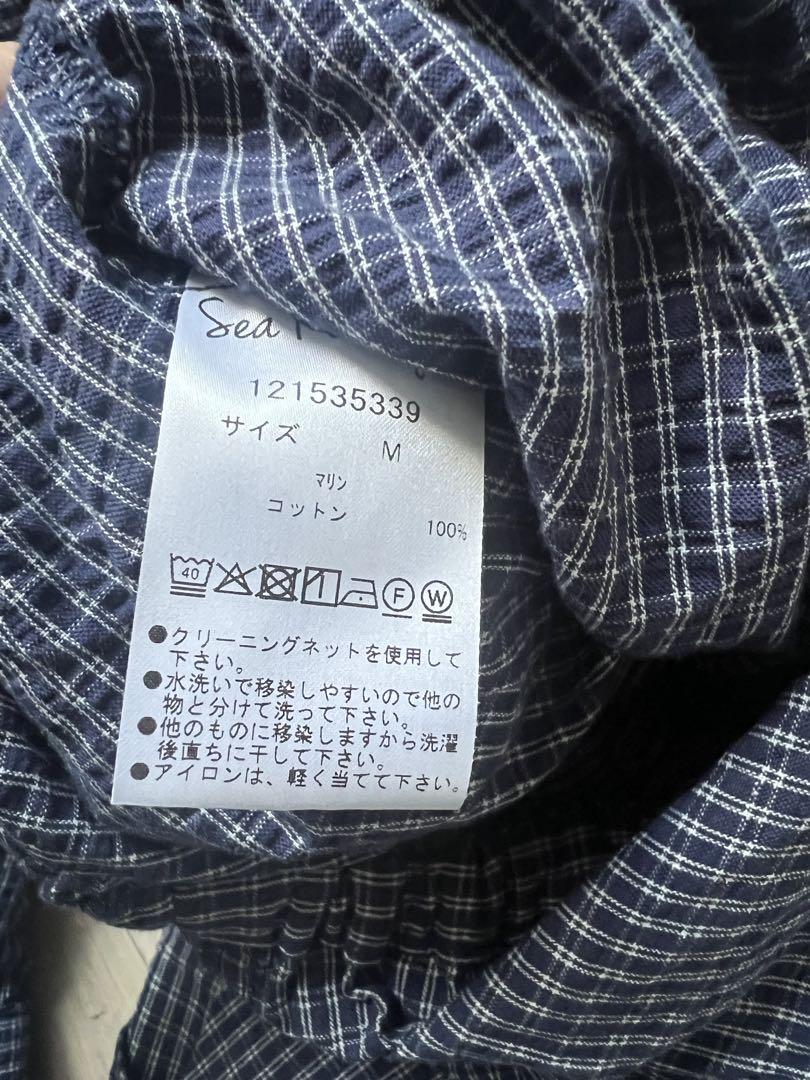 Sea
121535339
サイズ M
マリン
コットン 100%
40
F W
●クリーニングネットを使用して
下さい。
●水洗いで移染しやすいので他の
物と分けて洗って下さい。
●他のものに移染しますから洗濯
後直ちに干して下さい。
●アイロンは、軽く当てて下さい。